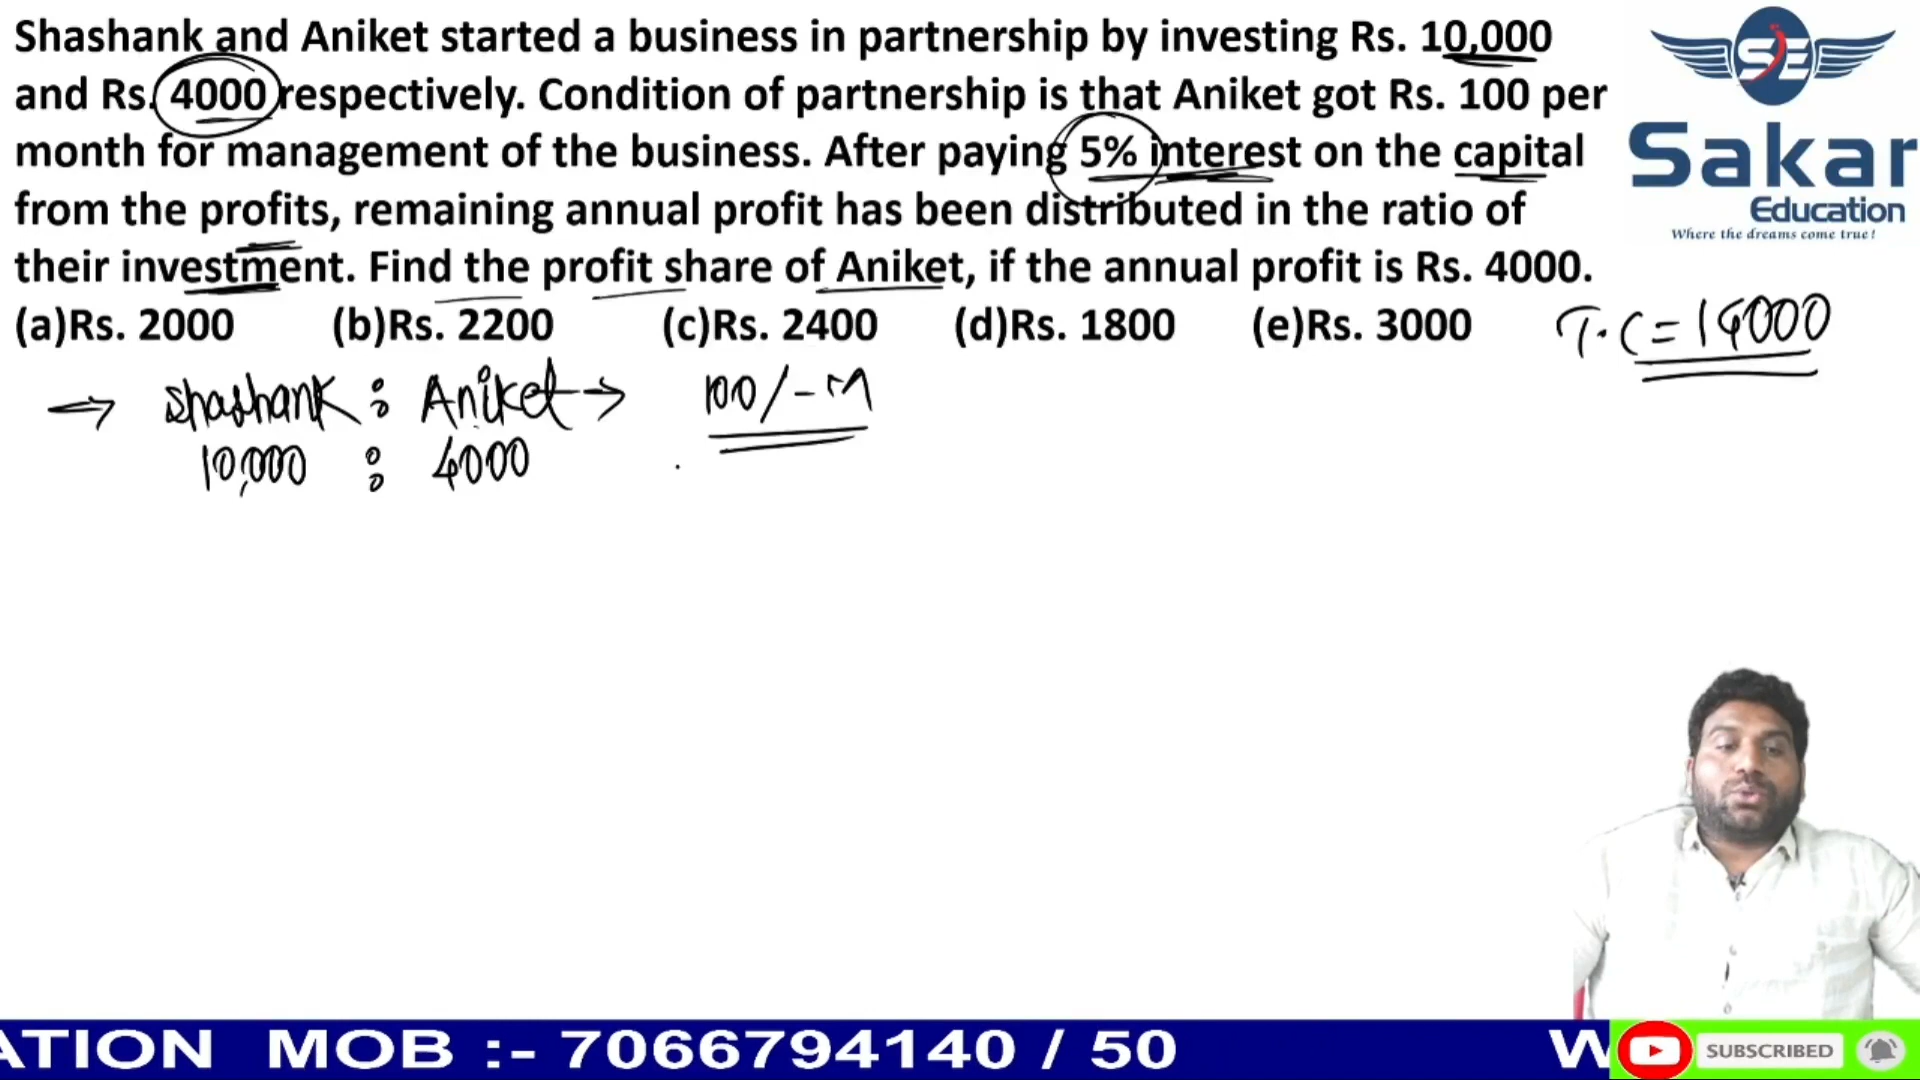 Shashank and Aniket started a business in partnership by investing Rs. 10,000
and Rs. 4000 respectively. Condition of partnership is that Aniket got Rs. 100 per
month for management of the business. After paying 5% interest on the capital
from the profits, remaining annual profit has been distributed in the ratio of
their investment. Find the profit share of Aniket, if the annual profit is Rs. 4000.
(a)Rs. 2000 (b)Rs. 2200 (c)Rs. 2400 (d)Rs. 1800 (e)Rs. 3000
SE
Sakar
Education
Where the dreams come true!
T.C = 14000
→ Shashank : Aniket → 100/- M
10,000 : 4000
ATION MOB :- 7066794140 / 50 W
SUBSCRIBED